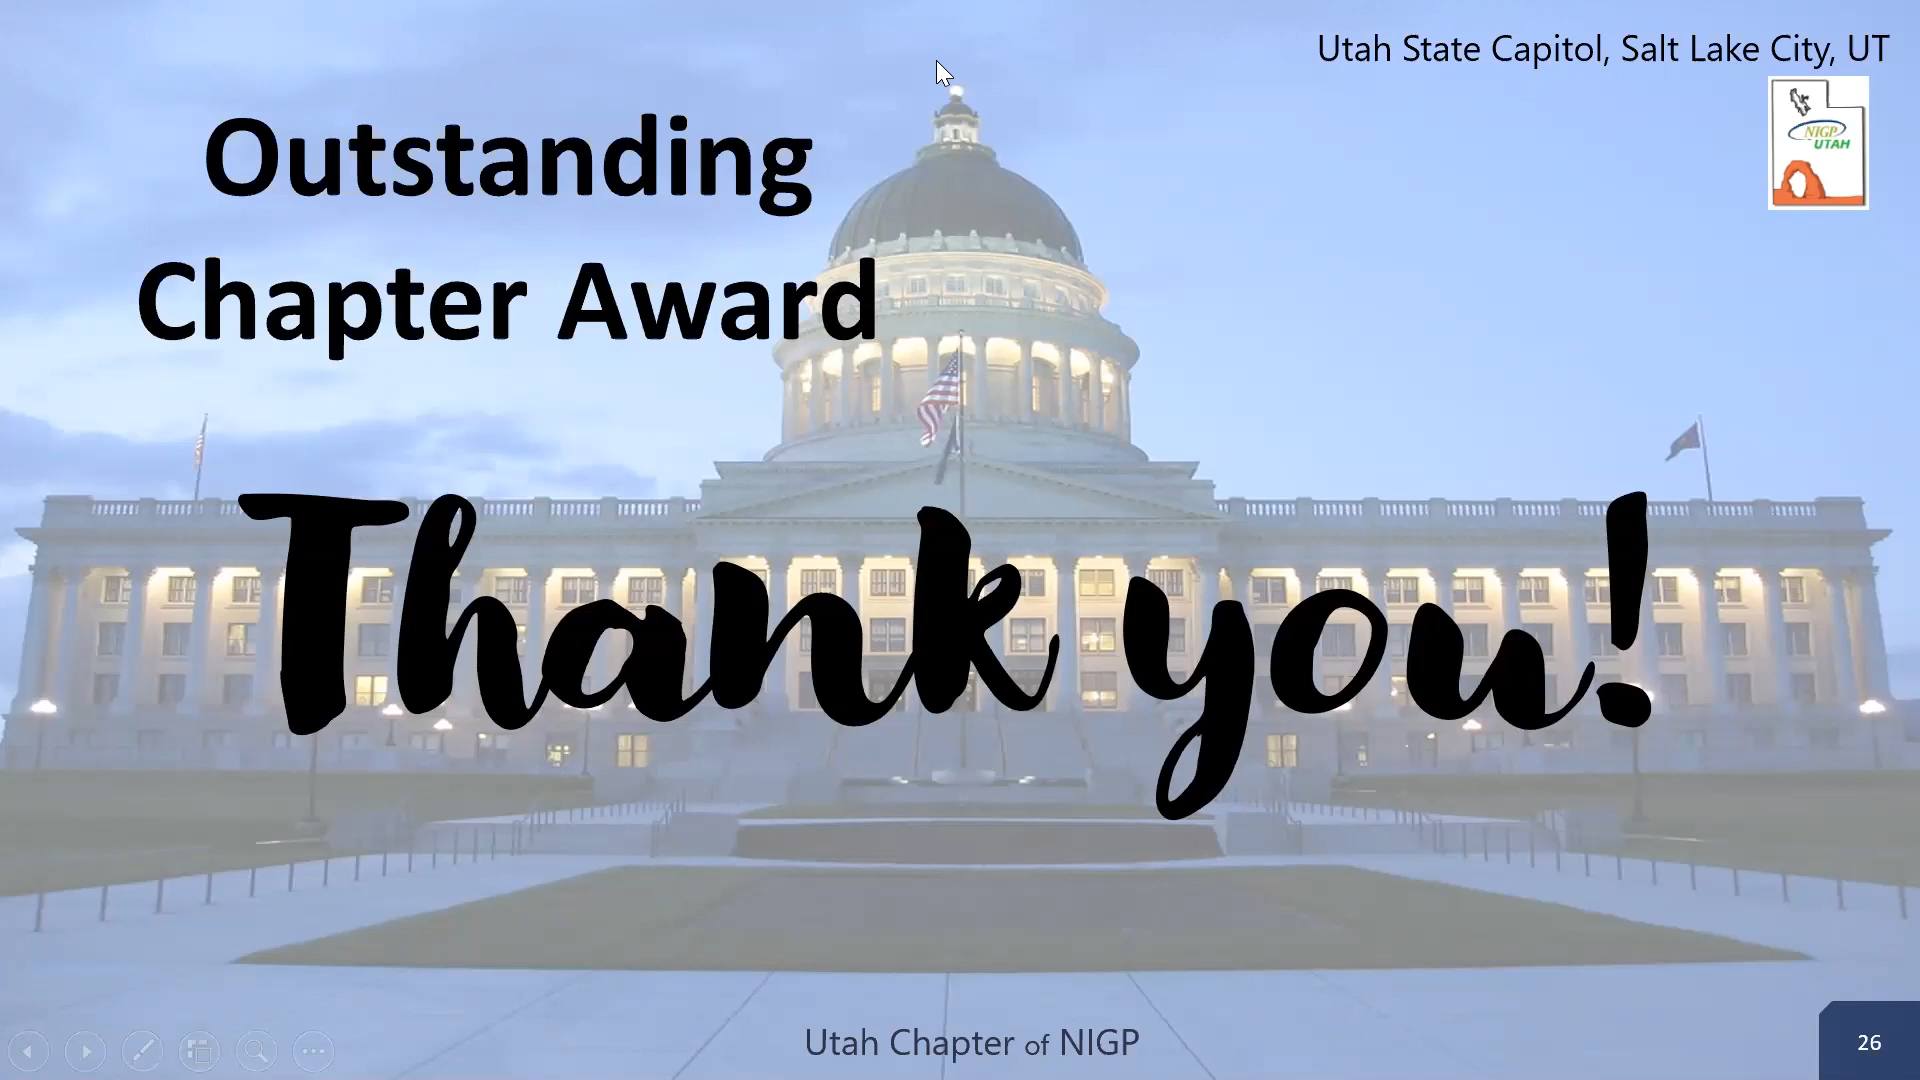 Utah State Capitol, Salt Lake City, UT
NIGP
UTAH
Outstanding
Chapter Award
Thank you!
Utah Chapter of NIGP
26